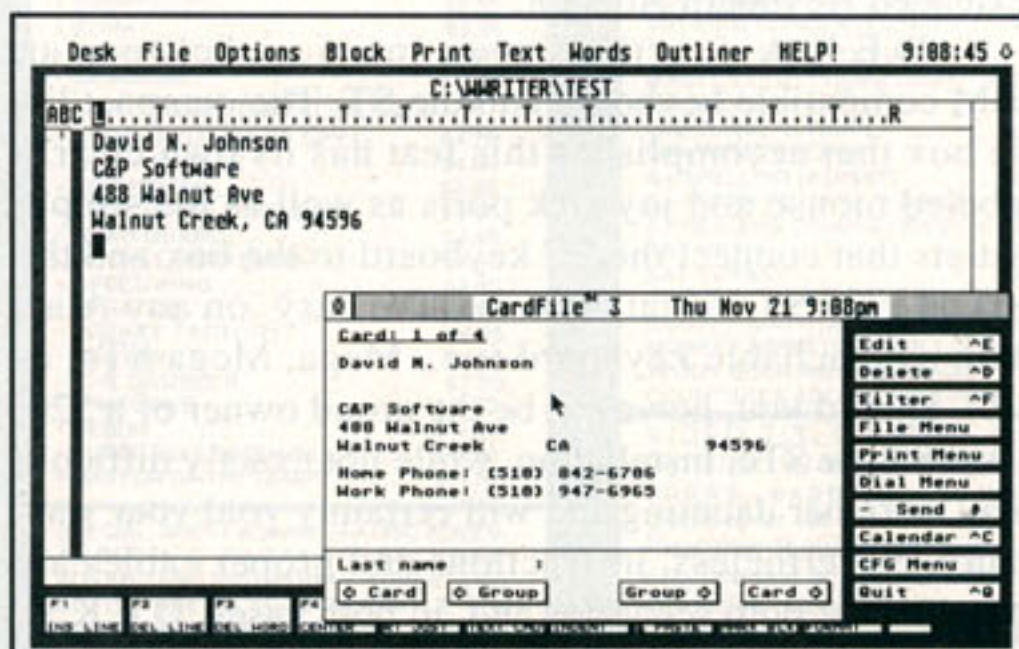 Desk File Options Block Print Text Words Outliner HELP! 9:08:45
C:\WWRITER\TEST
ABC L....T....T....T....T....T....T....T....T....T....T....T....T....R
David M. Johnson
C&P Software
488 Walnut Ave
Walnut Creek, CA 94596
CardFile™ 3 Thu Nov 21 9:08pm
Card: 1 of 4
David M. Johnson
C&P Software
488 Walnut Ave
Walnut Creek CA 94596
Home Phone: (510) 842-6786
Work Phone: (510) 947-6965
Last name :
Card Group Group Card
Edit ^E
Delete ^D
Filter ^F
File Menu
Print Menu
Dial Menu
- Send #
Calendar ^C
CFG Menu
Quit ^Q
F1 F2 F3 F4
INS LINE DEL LINE DEL WORD CENTER